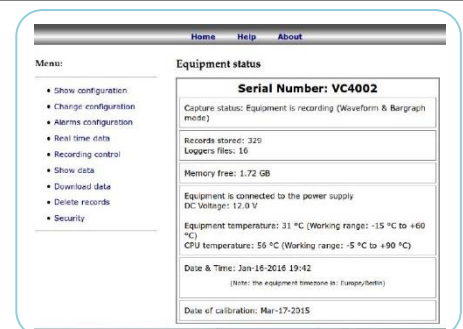 Home Help About
Menu:
• Show configuration
• Change configuration
• Alarms configuration
• Real time data
• Recording control
• Show data
• Download data
• Delete records
• Security
Equipment status
Serial Number: VC4002
Capture status: Equipment is recording (Waveform & Bargraph
mode)
Records stored: 329
Loggers files: 16
Memory free: 1.72 GB
Equipment is connected to the power supply
DC Voltage: 12.0 V
Equipment temperature: 31 °C (Working range: -15 °C to +60
°C)
CPU temperature: 56 °C (Working range: -5 °C to +90 °C)
Date & Time: Jan-16-2016 19:42
(Note: the equipment timezone is: Europe/Berlin)
Date of calibration: Mar-17-2015